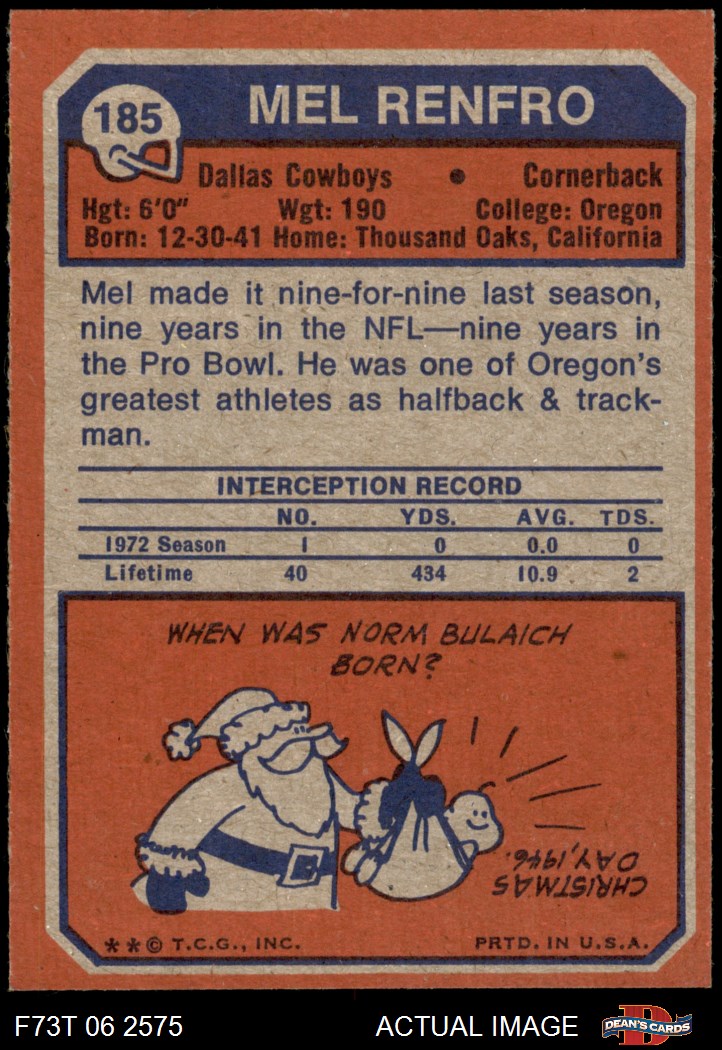 185
MEL RENFRO
Dallas Cowboys • Cornerback
Hgt: 6'0" Wgt: 190 College: Oregon
Born: 12-30-41 Home: Thousand Oaks, California
Mel made it nine-for-nine last season,
nine years in the NFL—nine years in
the Pro Bowl. He was one of Oregon's
greatest athletes as halfback & track-
man.
INTERCEPTION RECORD
NO. YDS. AVG. TDS.
1972 Season 1 0 0.0 0
Lifetime 40 434 10.9 2
WHEN WAS NORM BULAICH
BORN?
CHRISTMAS
DAY, 1946.
** © T.C.G., INC. PRTD. IN U.S.A.
F73T 06 2575 ACTUAL IMAGE D DEAN'S CARDS